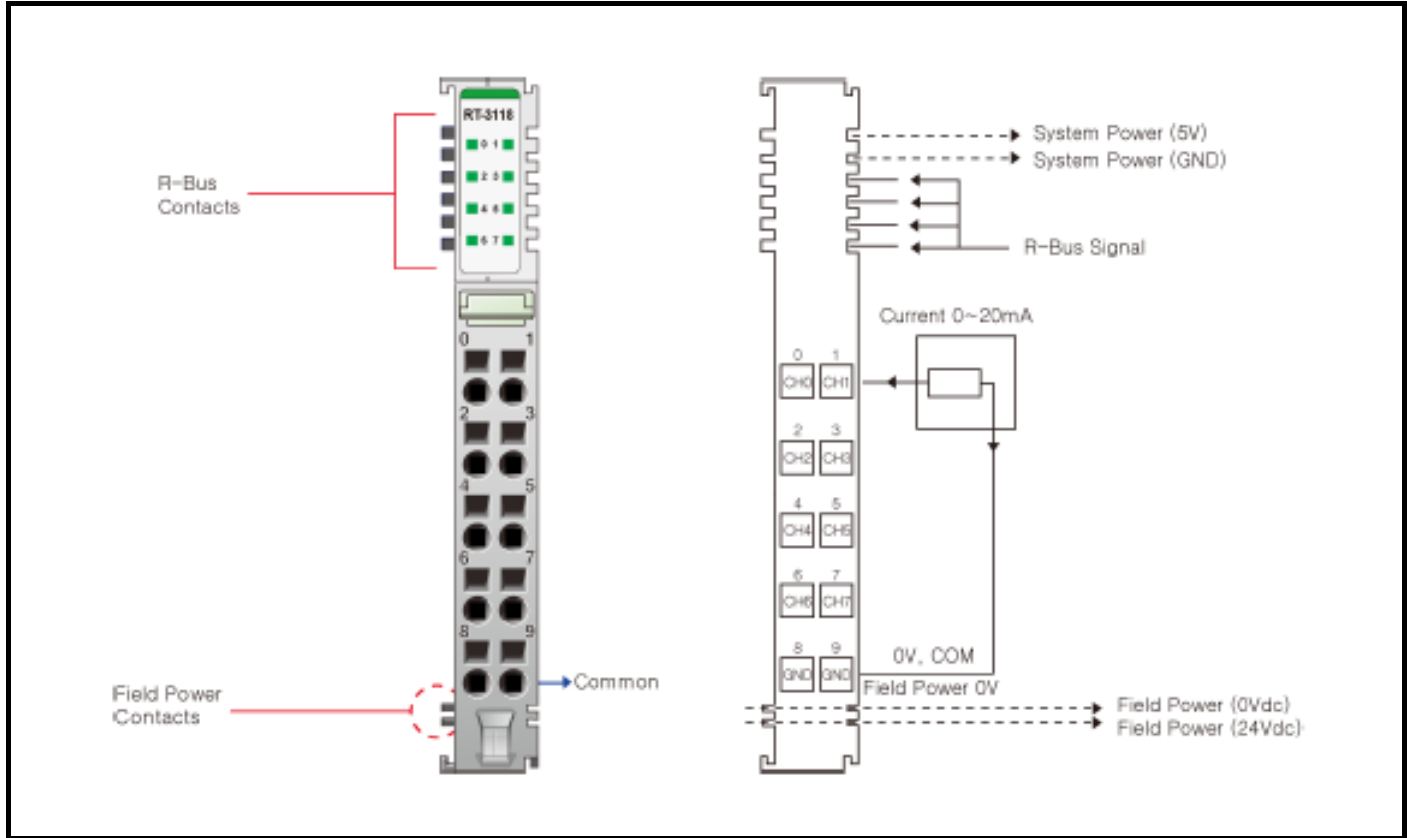 RT-3118
0 1
2 3
4 5
6 7
R-Bus
Contacts
0 1
2 3
4 5
6 7
8 9
Common
Field Power
Contacts
System Power (5V)
System Power (GND)
R-Bus Signal
Current 0~20mA
0 1
CH0 CH1
2 3
CH2 CH3
4 5
CH4 CH5
6 7
CH6 CH7
8 9
GND GND
0V, COM
Field Power 0V
Field Power (0Vdc)
Field Power (24Vdc)